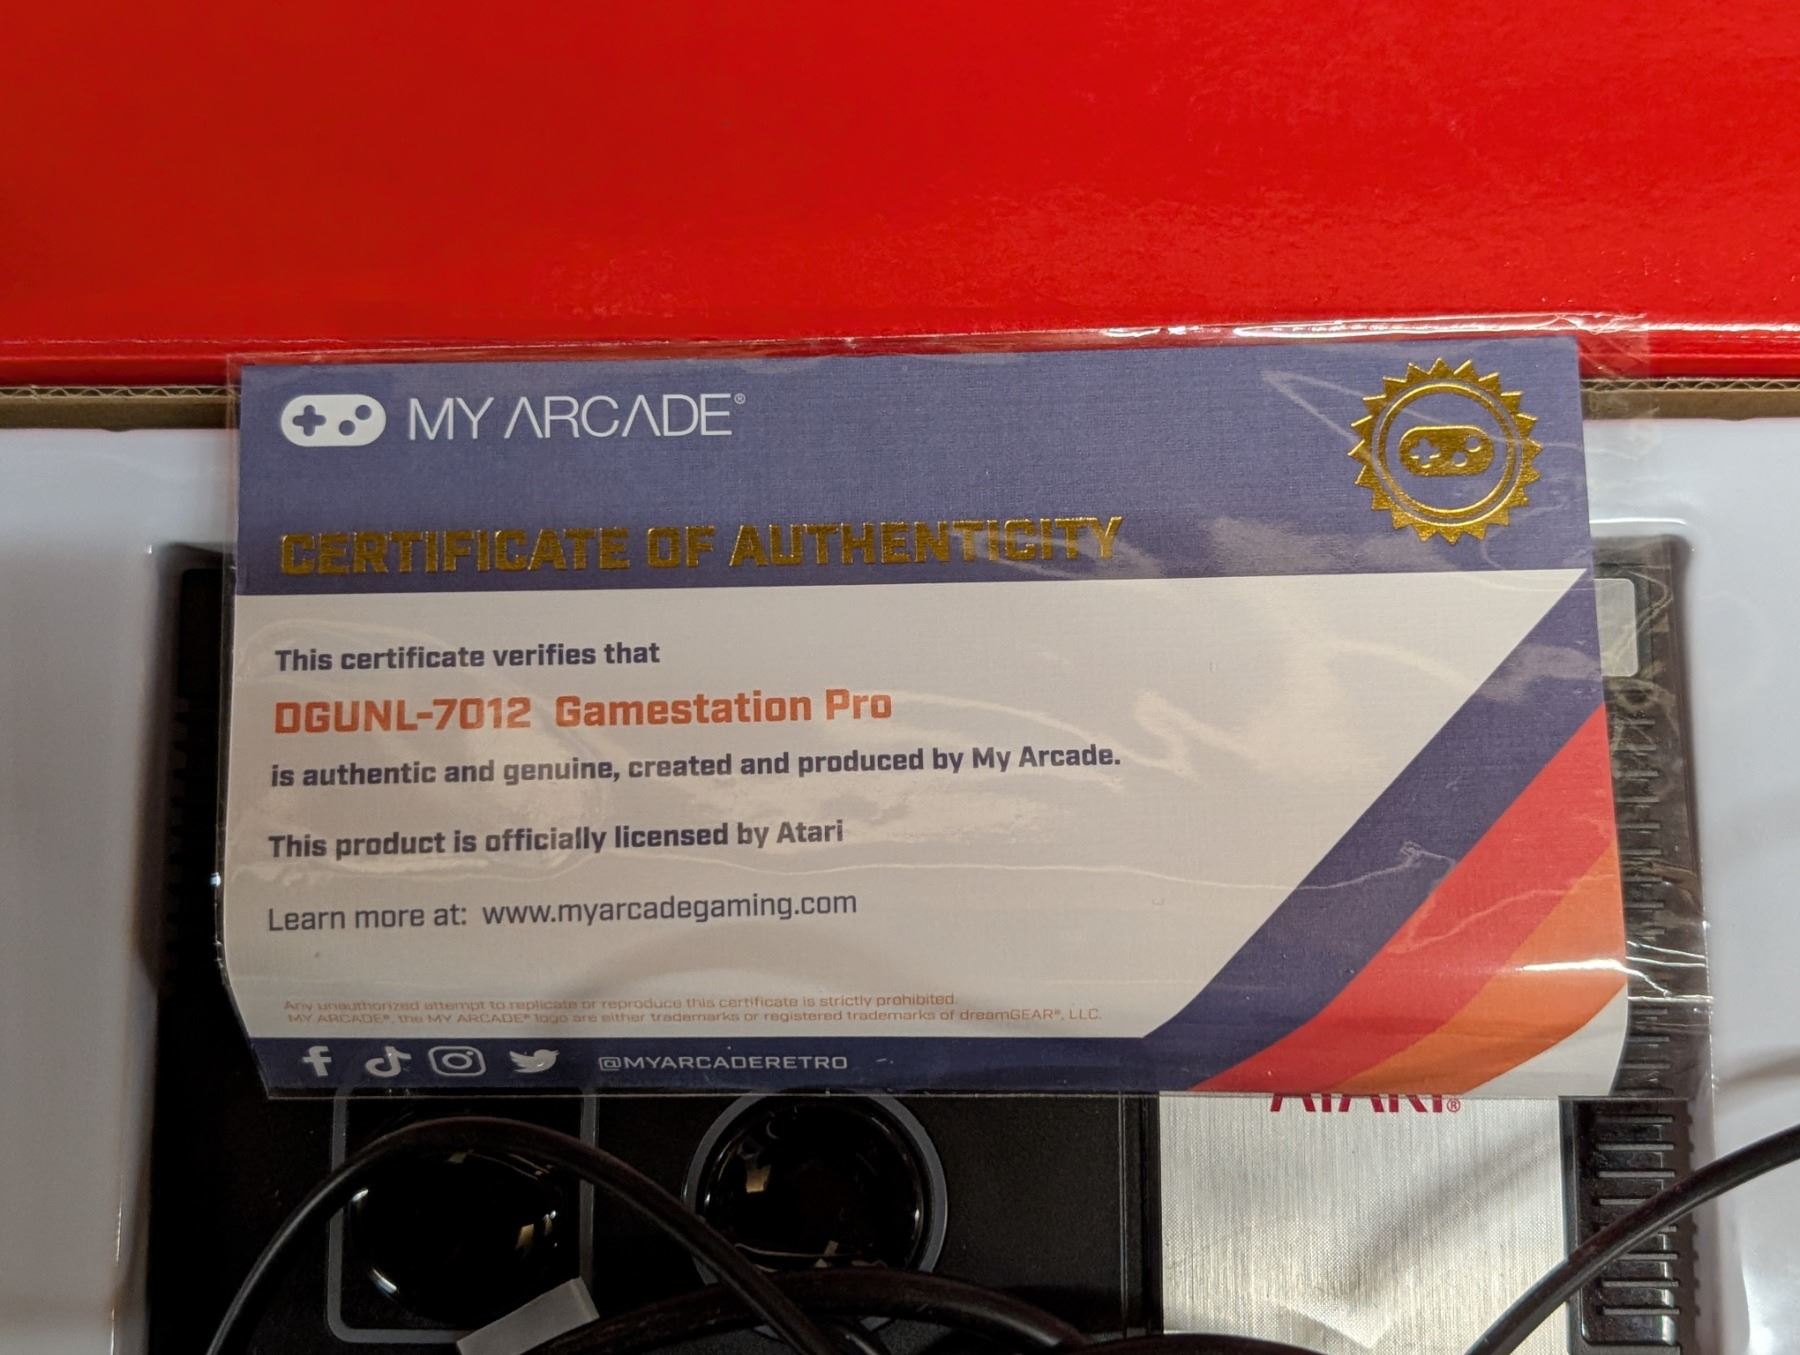 MY ARCADE®
CERTIFICATE OF AUTHENTICITY
This certificate verifies that
DGUNL-7012 Gamestation Pro
is authentic and genuine, created and produced by My Arcade.
This product is officially licensed by Atari
Learn more at: www.myarcadegaming.com
Any unauthorized attempt to replicate or reproduce this certificate is strictly prohibited.
MY ARCADE®, the MY ARCADE® logo are either trademarks or registered trademarks of dreamGEAR®, LLC.
@MYARCADERETRO
ATARI®